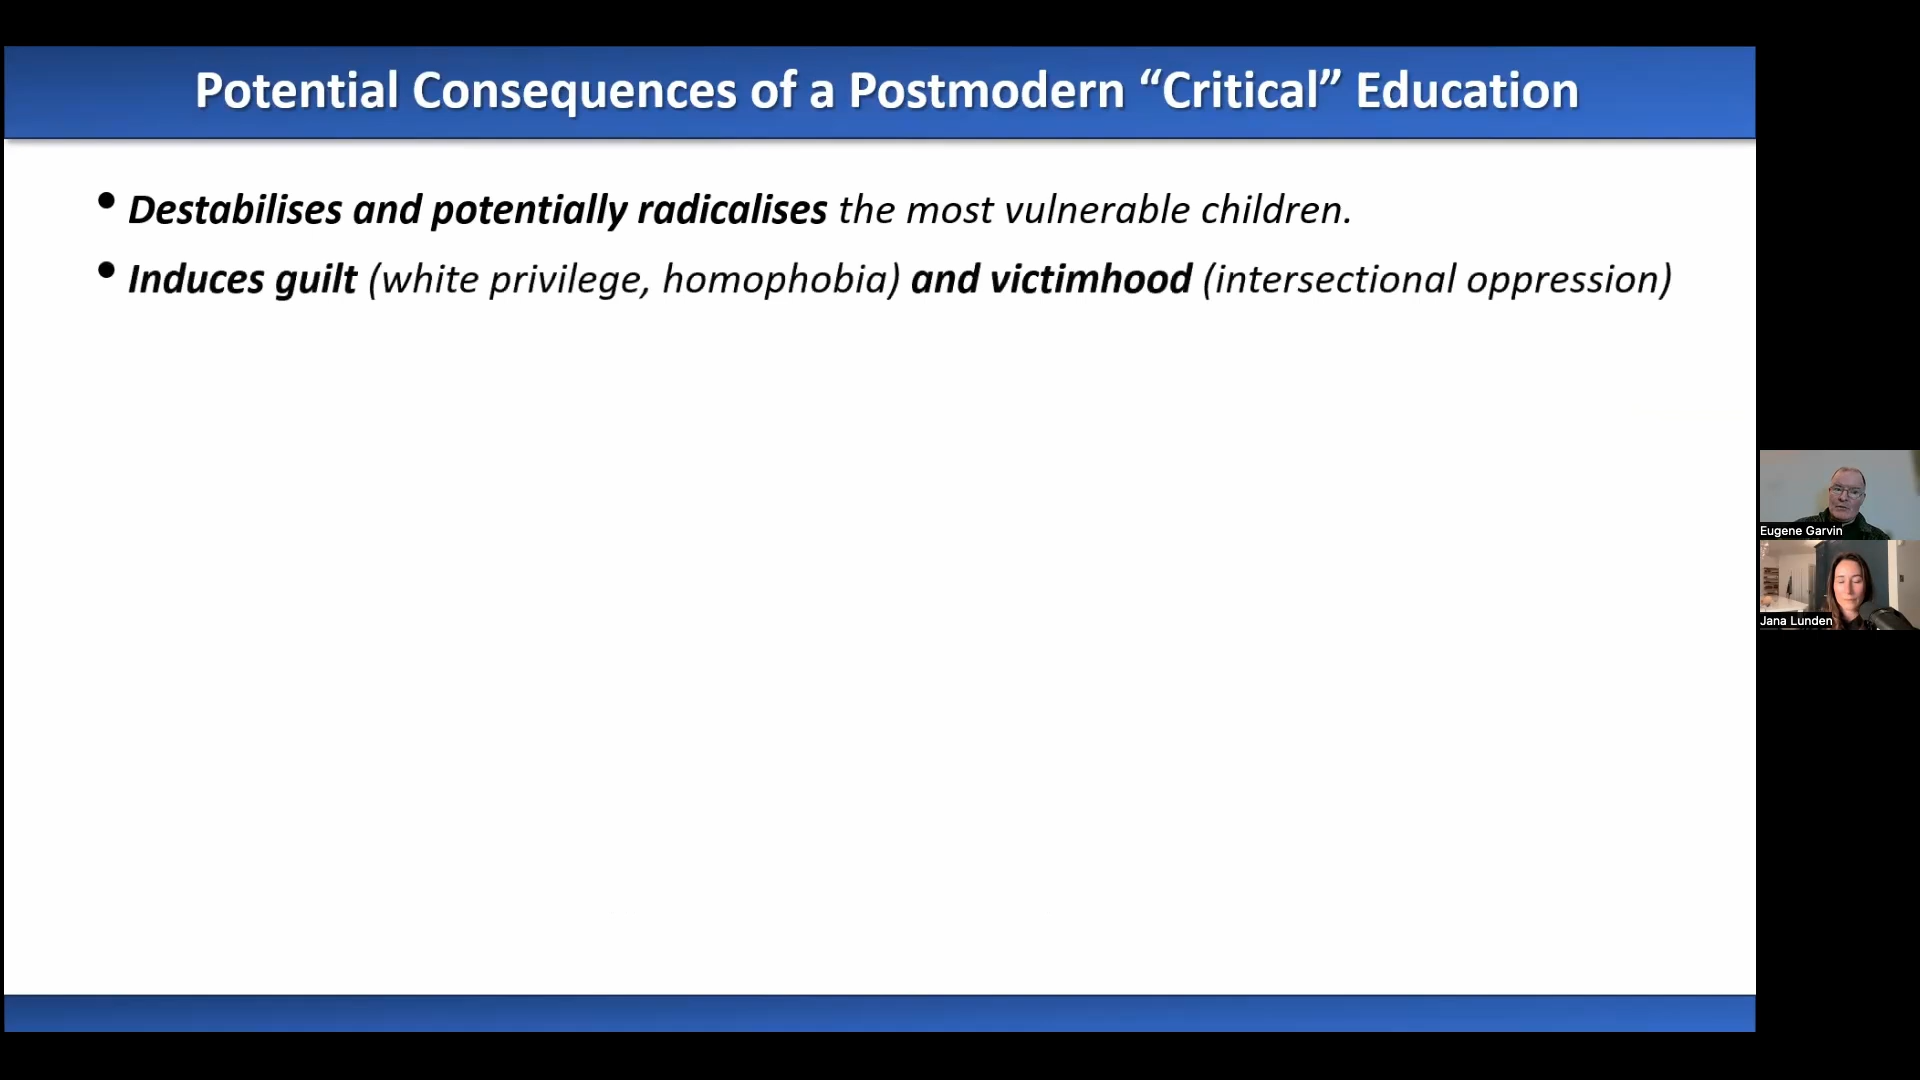 Potential Consequences of a Postmodern “Critical” Education
• Destabilises and potentially radicalises the most vulnerable children.
• Induces guilt (white privilege, homophobia) and victimhood (intersectional oppression)
Eugene Garvin
Jana Lunden